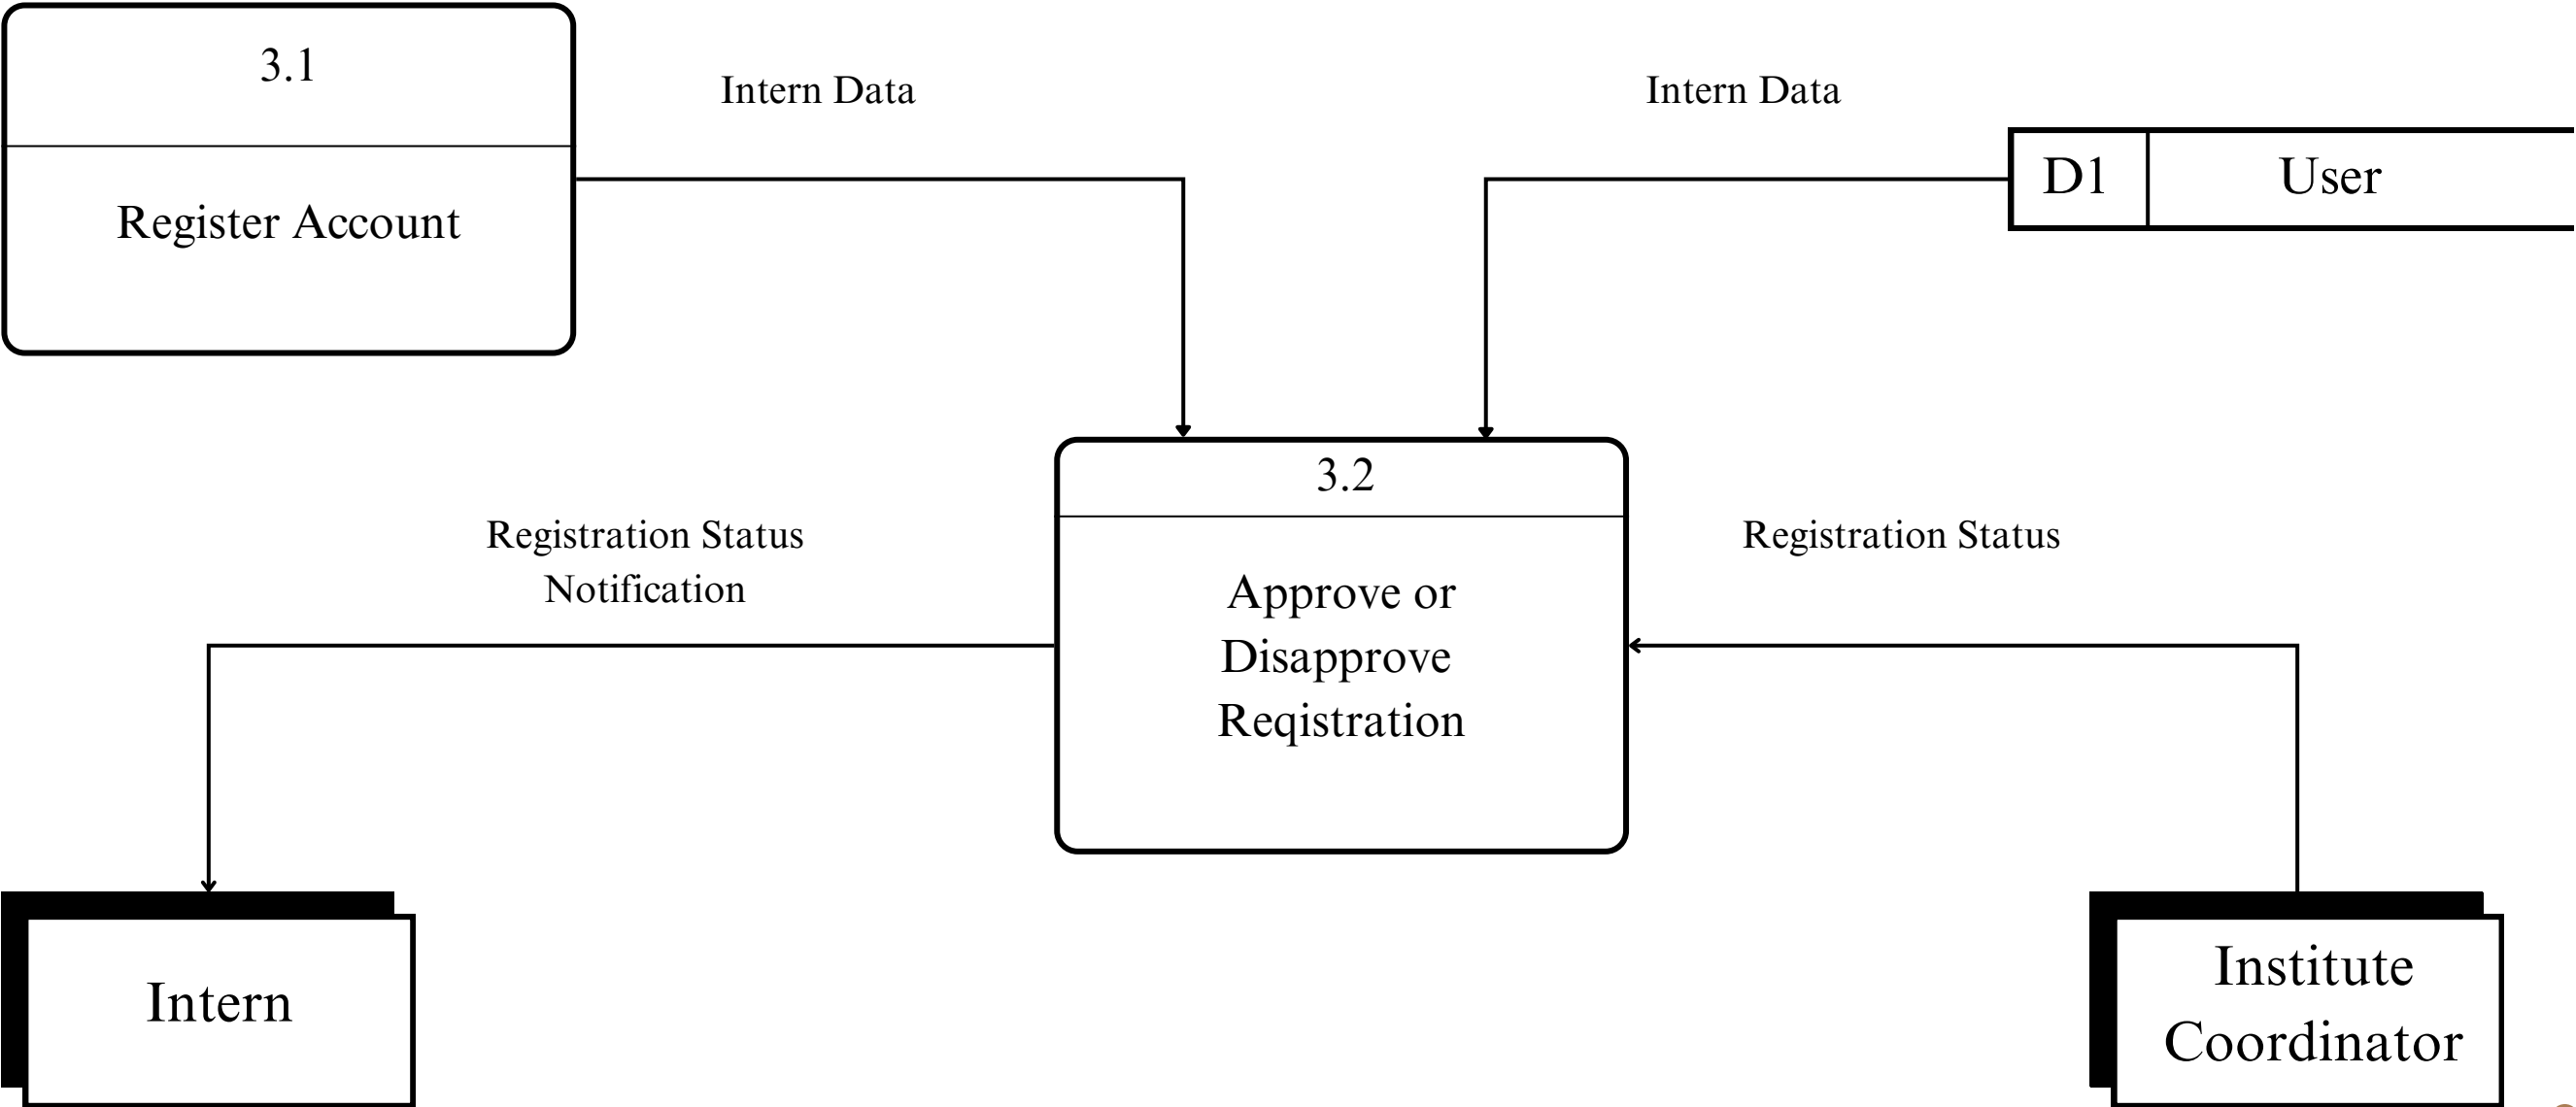 3.1
Register Account
Intern Data
Intern Data
D1
User
3.2
Approve or
Disapprove
Reqistration
Registration Status
Notification
Registration Status
Intern
Institute
Coordinator